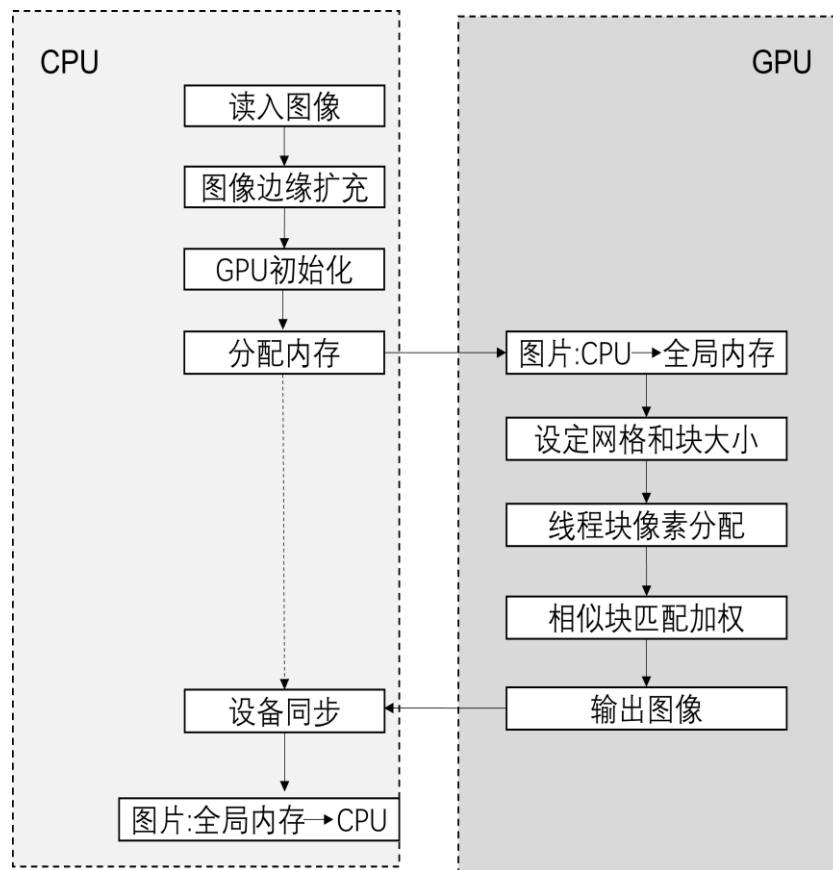 CPU
读入图像
图像边缘扩充
GPU初始化
分配内存
设备同步
图片:全局内存→CPU
GPU
图片:CPU→全局内存
设定网格和块大小
线程块像素分配
相似块匹配加权
输出图像